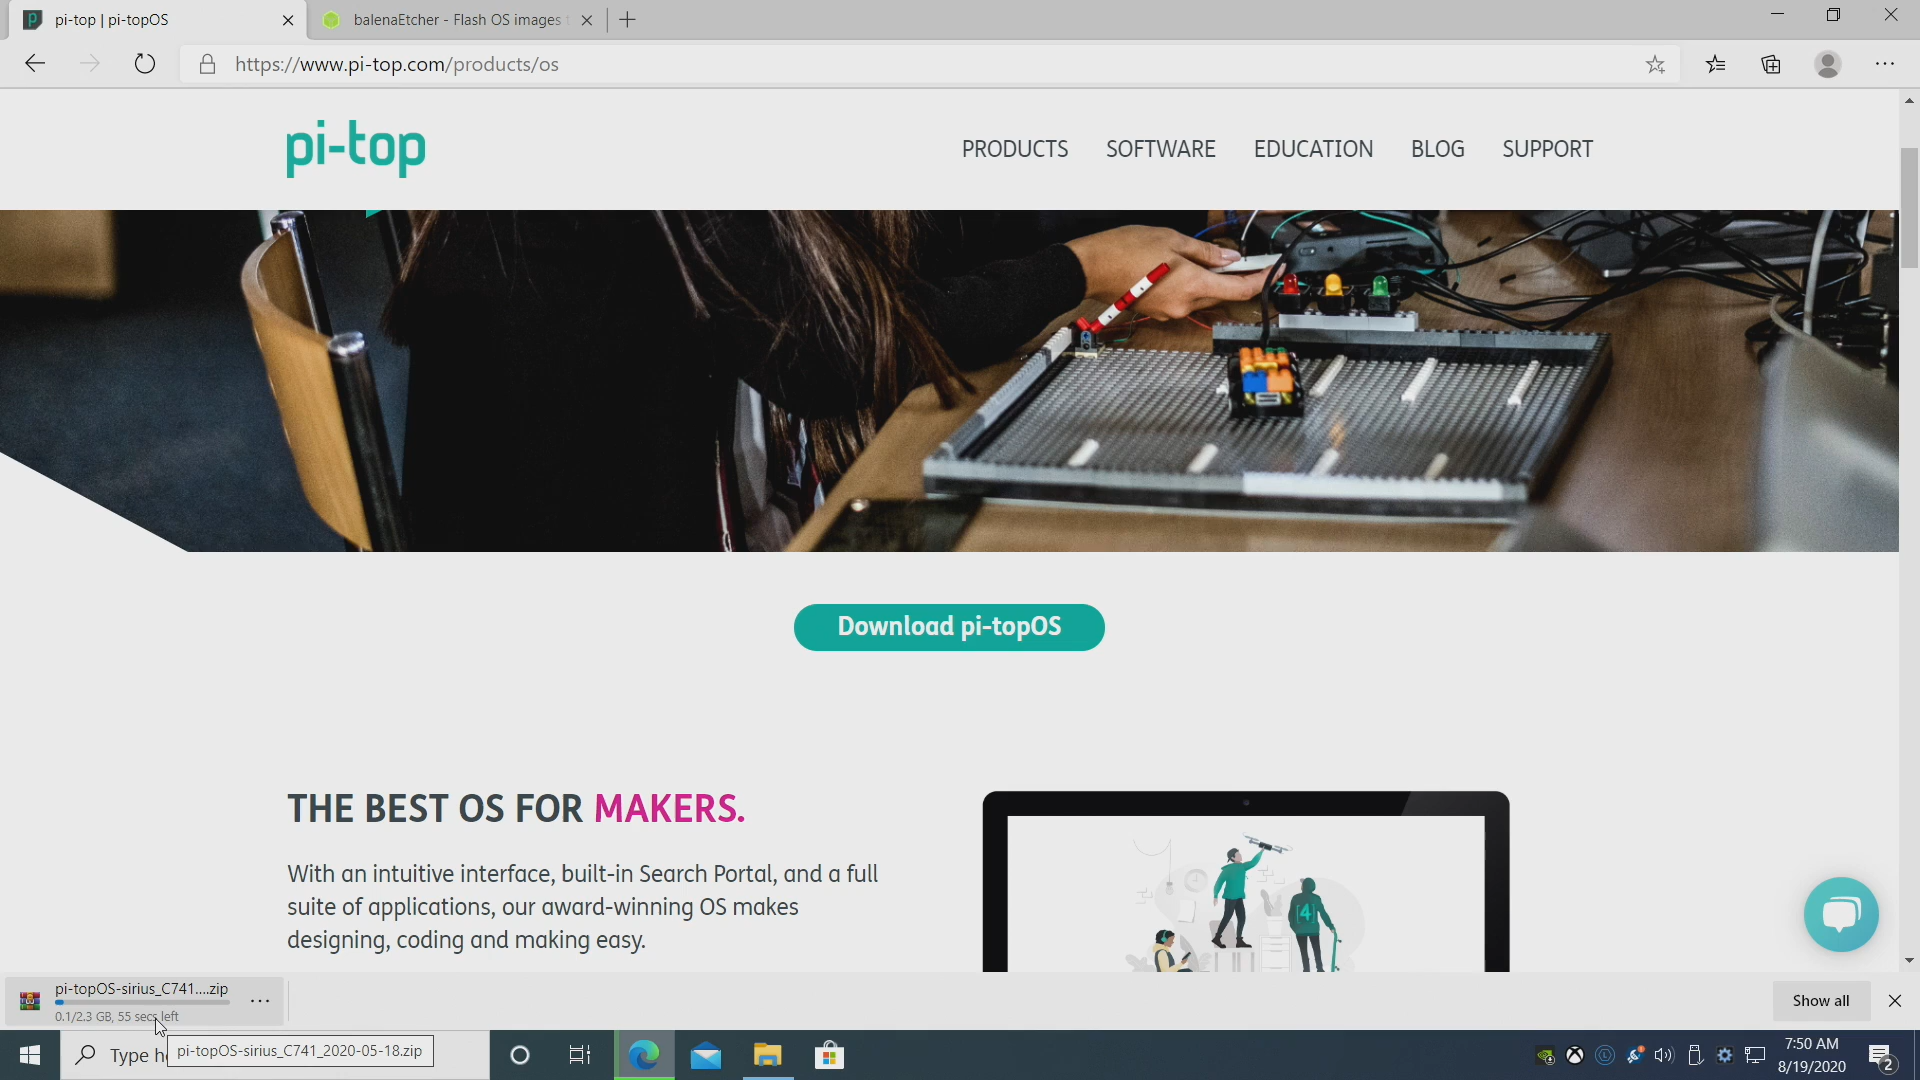 pi-top | pi-topOS
balenaEtcher - Flash OS images
https://www.pi-top.com/products/os
pi-top
PRODUCTS
SOFTWARE
EDUCATION
BLOG
SUPPORT
Download pi-topOS
THE BEST OS FOR MAKERS.
With an intuitive interface, built-in Search Portal, and a full
suite of applications, our award-winning OS makes
designing, coding and making easy.
[4]
pi-topOS-sirius_C741....zip
0.1/2.3 GB, 55 secs left
Show all
Type
pi-topOS-sirius_C741_2020-05-18.zip
7:50 AM
8/19/2020
2